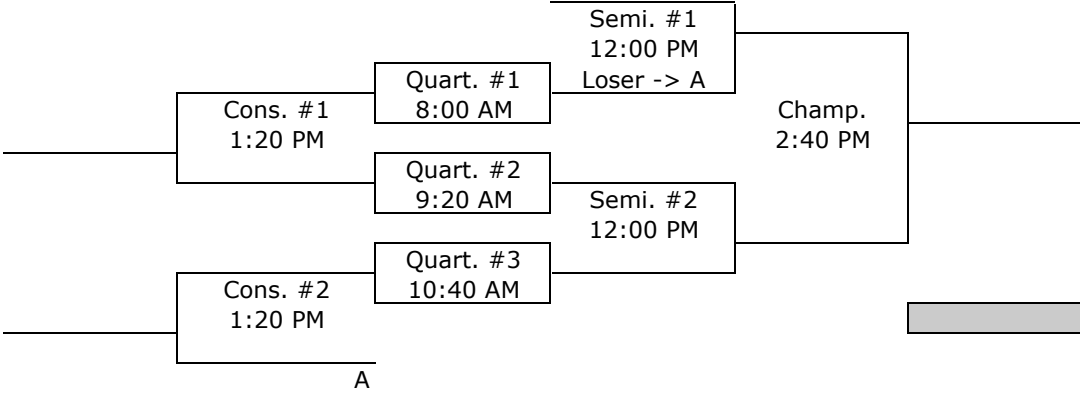 Semi. #1
12:00 PM
Loser -> A
Quart. #1
8:00 AM
Cons. #1
1:20 PM
Champ.
2:40 PM
Quart. #2
9:20 AM
Semi. #2
12:00 PM
Quart. #3
10:40 AM
Cons. #2
1:20 PM
A